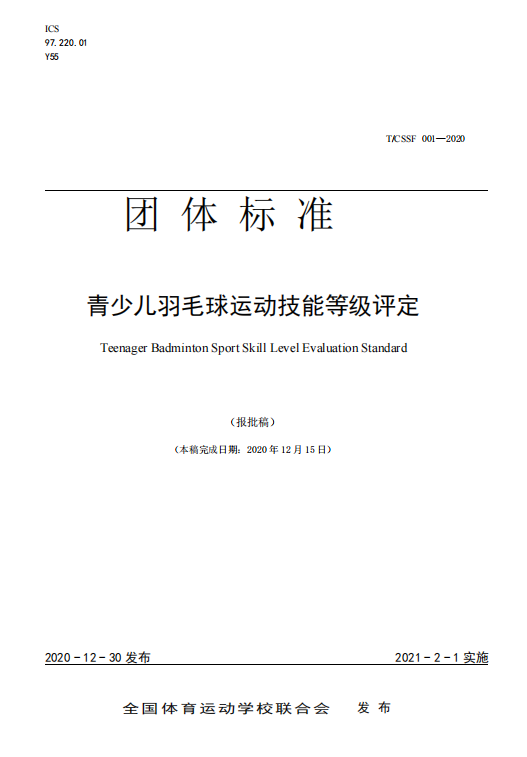 ICS
97.220.01
Y55
T/CSSF 001—2020
团体标准
青少儿羽毛球运动技能等级评定
Teenager Badminton Sport Skill Level Evaluation Standard
（报批稿）
（本稿完成日期：2020 年 12 月 15 日）
2020-12-30 发布 2021-2-1 实施
全国体育运动学校联合会 发布